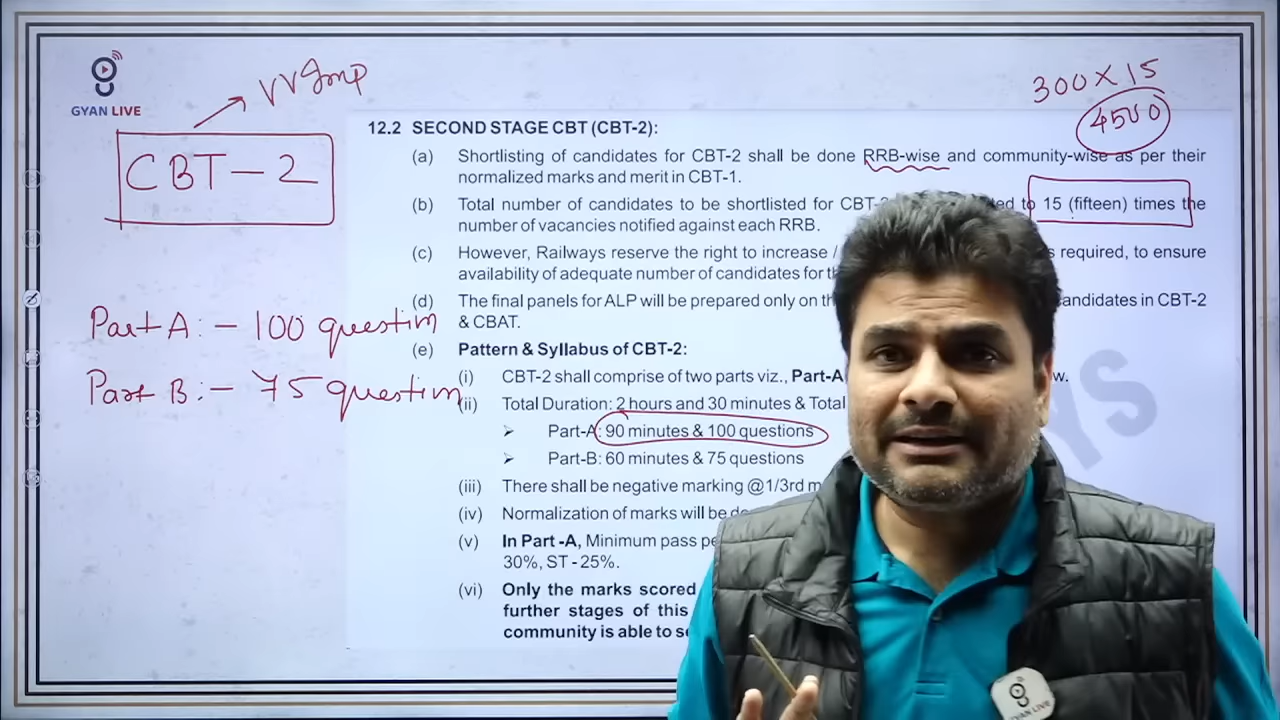 GYAN LIVE
VVImp
CBT-2
300 X 15
4500
12.2 SECOND STAGE CBT (CBT-2):
(a) Shortlisting of candidates for CBT-2 shall be done RRB-wise and community-wise as per their
normalized marks and merit in CBT-1.
(b) Total number of candidates to be shortlisted for CBT-2 to 15 (fifteen) times the
number of vacancies notified against each RRB.
(c) However, Railways reserve the right to increase / required, to ensure
availability of adequate number of candidates for
(d) The final panels for ALP will be prepared only on candidates in CBT-2
& CBAT.
(e) Pattern & Syllabus of CBT-2:
(i) CBT-2 shall comprise of two parts viz., Part-A
(ii) Total Duration: 2 hours and 30 minutes & Total
➢ Part-A: 90 minutes & 100 questions
➢ Part-B: 60 minutes & 75 questions
(iii) There shall be negative marking @1/3rd
(iv) Normalization of marks will be
(v) In Part -A, Minimum pass
30%, ST - 25%.
(vi) Only the marks scored
further stages of this
community is able to
Part A:- 100 question
Part B:- 75 question
YS
GYAN LIVE